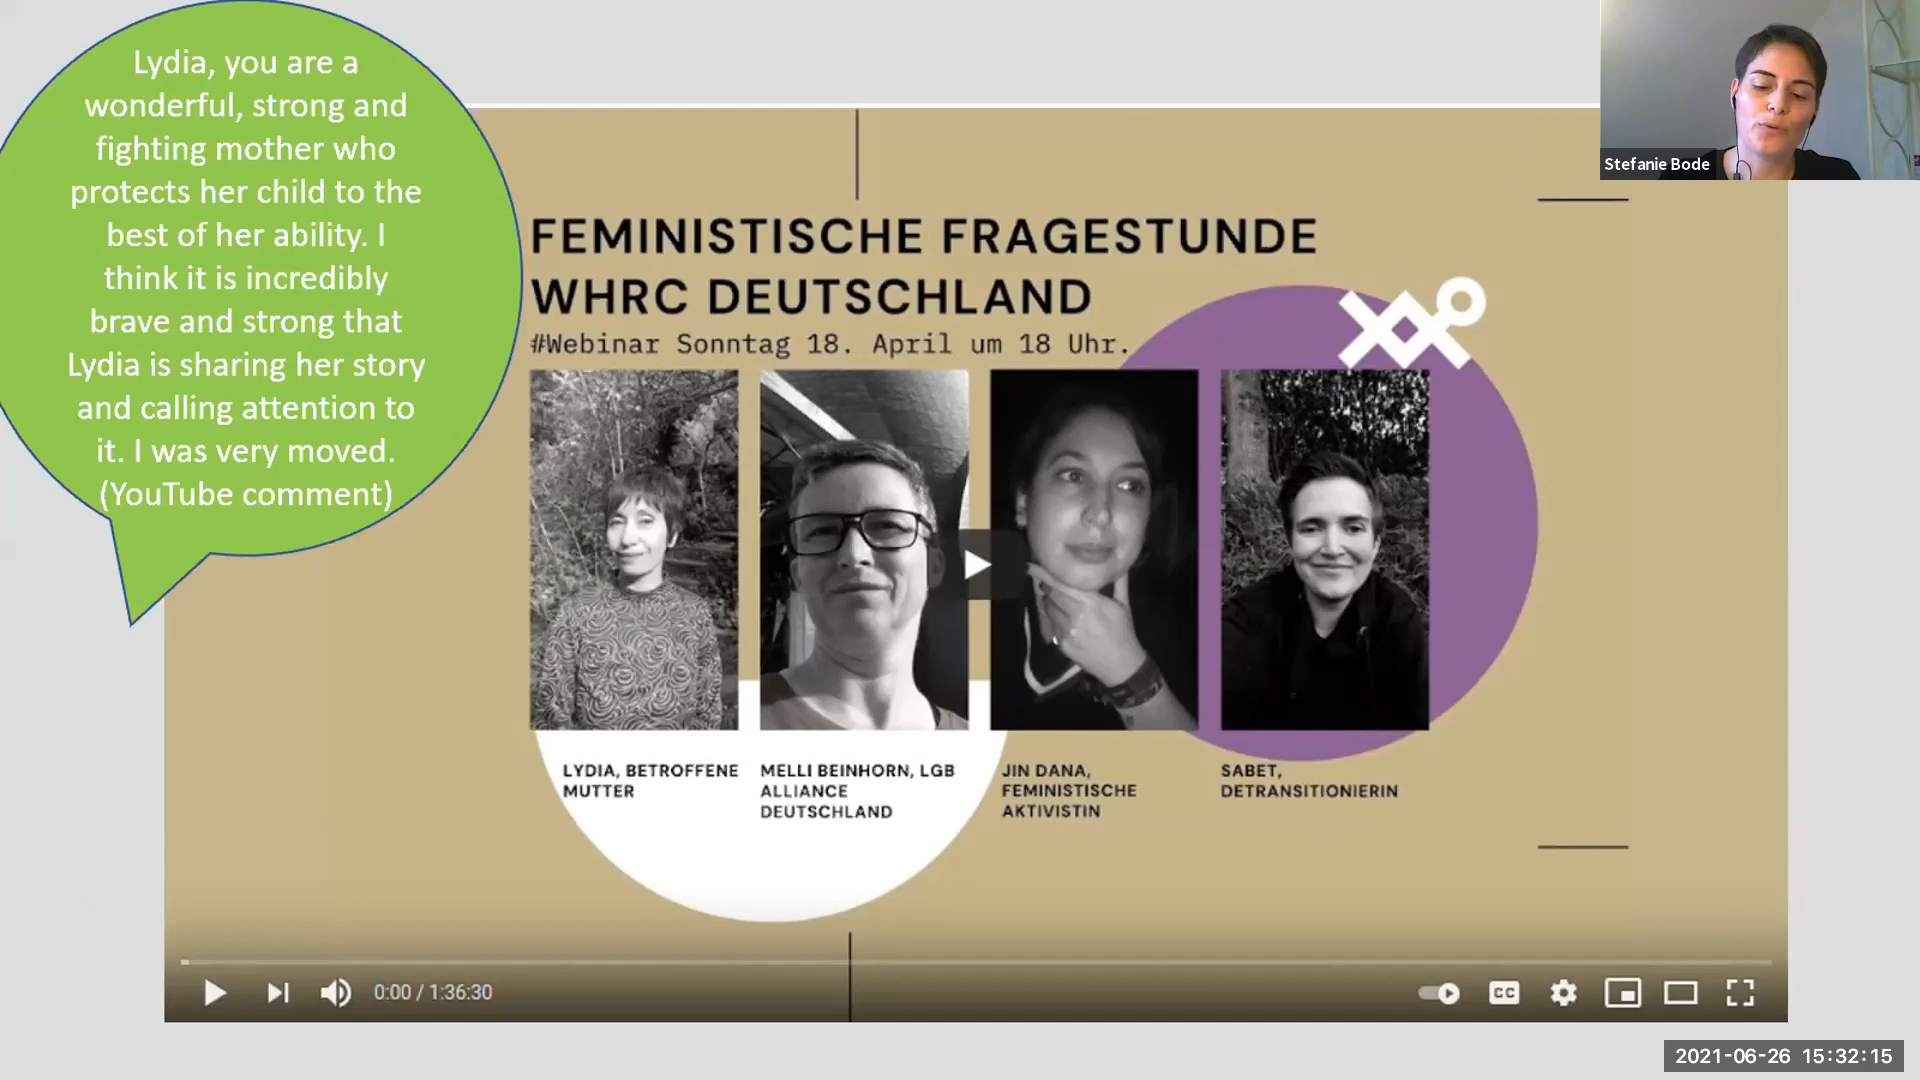 Lydia, you are a
wonderful, strong and
fighting mother who
protects her child to the
best of her ability. I
think it is incredibly
brave and strong that
Lydia is sharing her story
and calling attention to
it. I was very moved.
(YouTube comment)
Stefanie Bode
FEMINISTISCHE FRAGESTUNDE
WHRC DEUTSCHLAND
#Webinar Sonntag 18. April um 18 Uhr.
LYDIA, BETROFFENE
MUTTER
MELLI BEINHORN, LGB
ALLIANCE
DEUTSCHLAND
JIN DANA,
FEMINISTISCHE
AKTIVISTIN
SABET,
DETRANSITIONIERIN
0:00 / 1:36:30
CC
2021-06-26 15:32:15